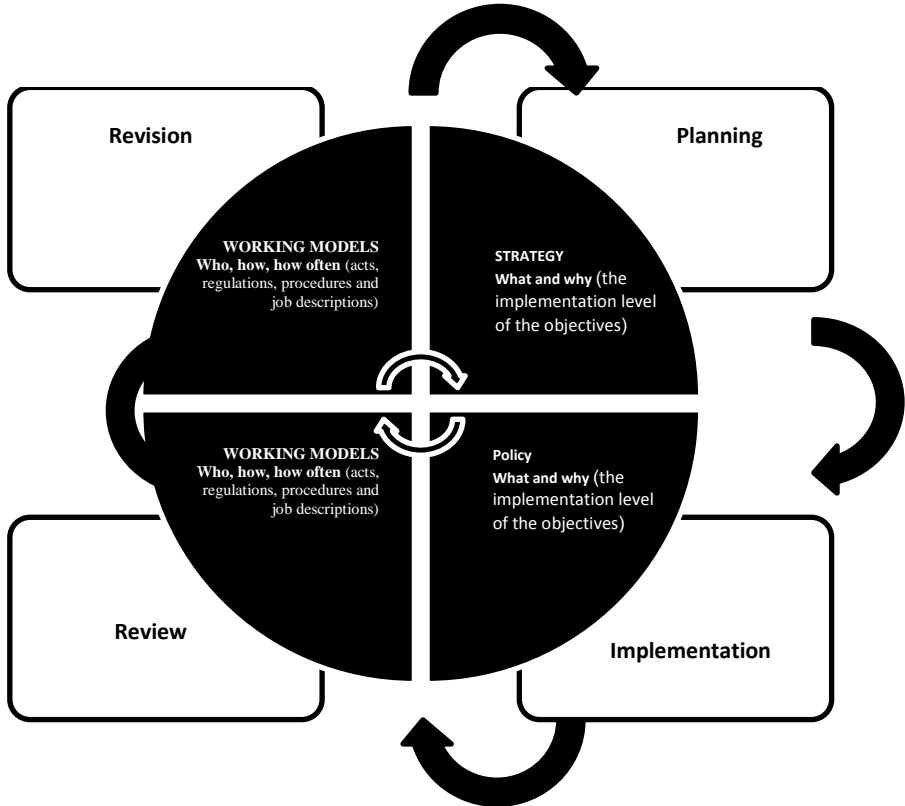 Revision
Planning
WORKING MODELS
Who, how, how often (acts,
regulations, procedures and
job descriptions)
STRATEGY
What and why (the
implementation level
of the objectives)
WORKING MODELS
Who, how, how often (acts,
regulations, procedures and
job descriptions)
Policy
What and why (the
implementation level
of the objectives)
Review
Implementation